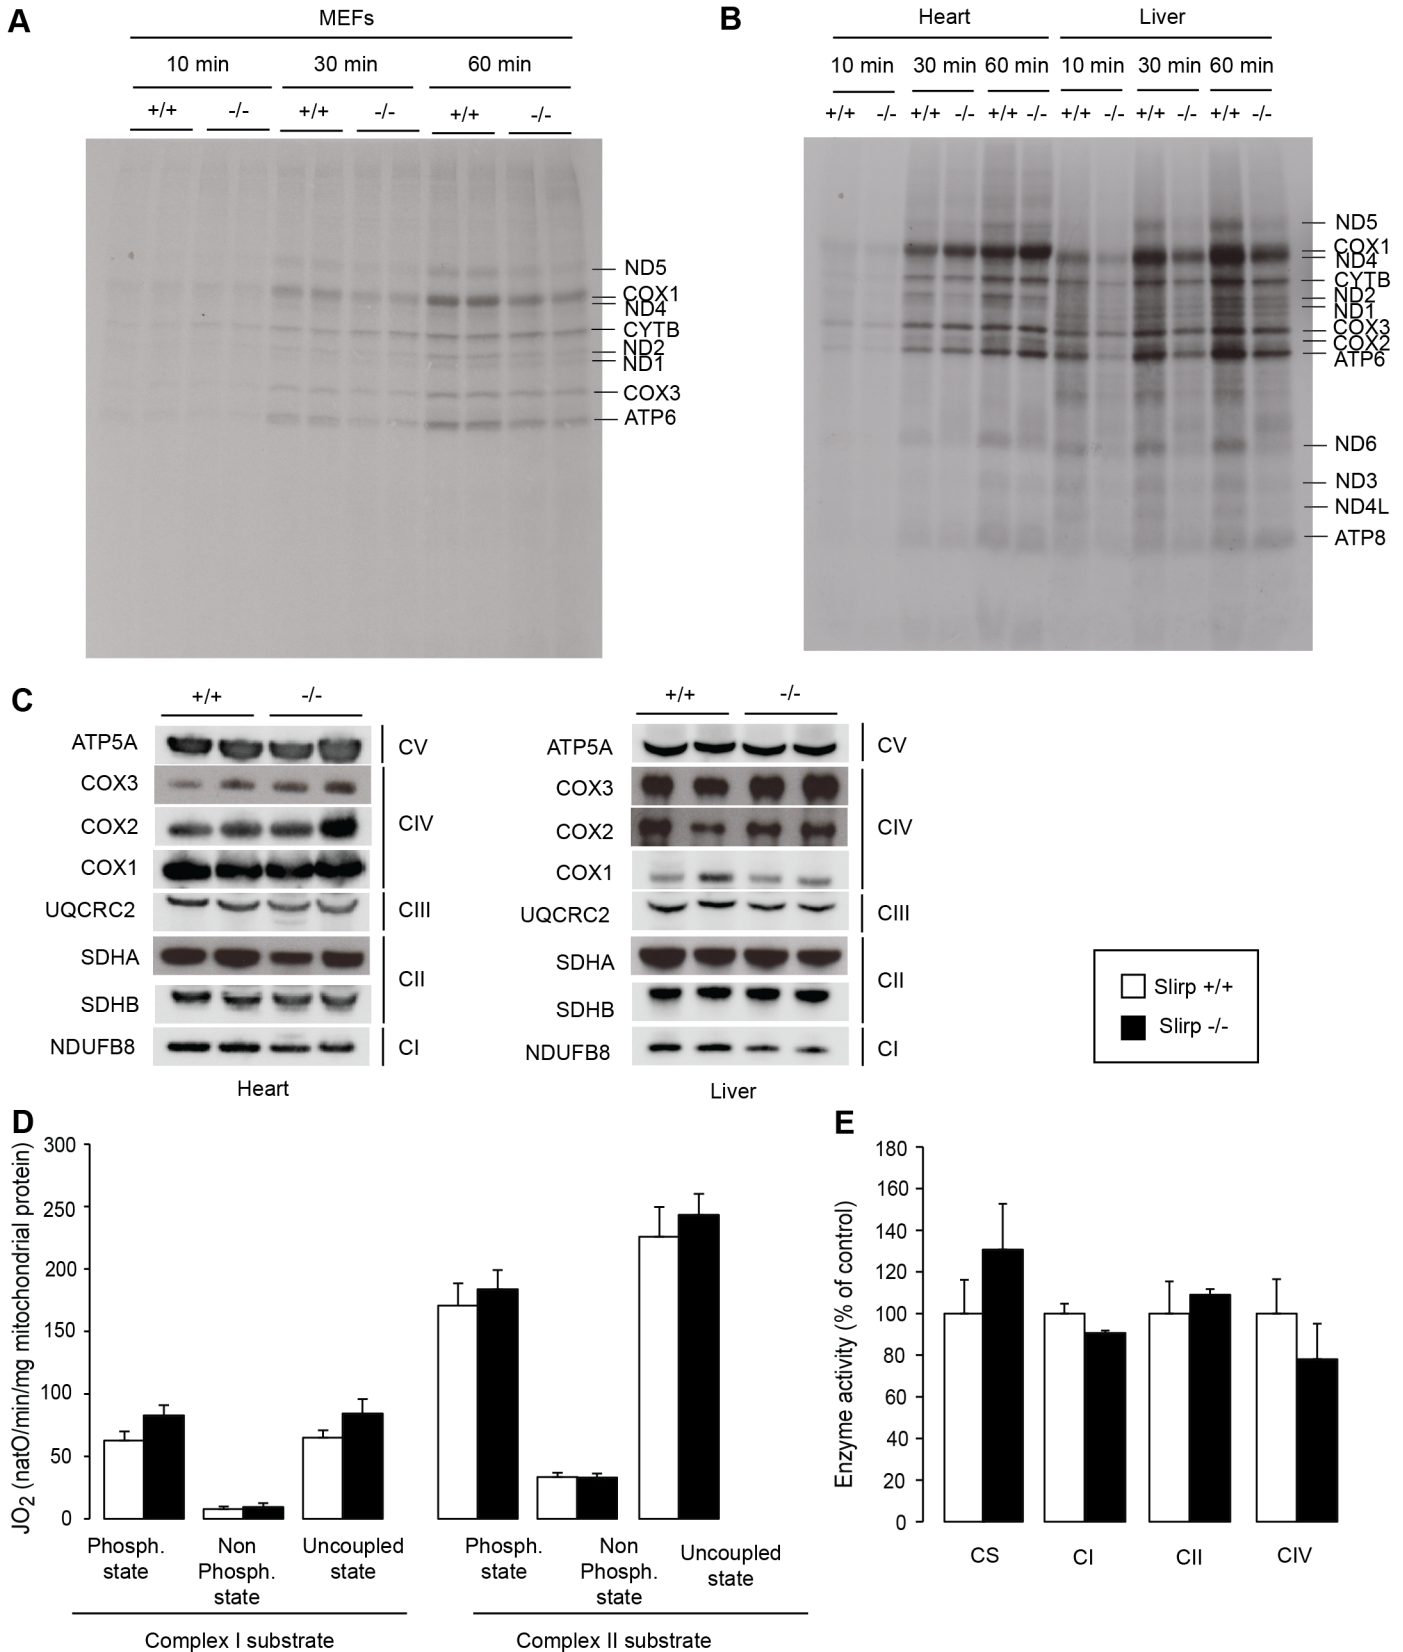 A
MEFs
10 min 30 min 60 min
+/+ -/- +/+ -/- +/+ -/-
ND5
COX1
ND4
CYTB
ND2
ND1
COX3
ATP6
B
Heart Liver
10 min 30 min 60 min 10 min 30 min 60 min
+/+ -/- +/+ -/- +/+ -/- +/+ -/- +/+ -/- +/+ -/-
ND5
COX1
ND4
CYTB
ND2
ND1
COX3
COX2
ATP6
ND6
ND3
ND4L
ATP8
C
+/+ -/-
ATP5A CV
COX3
COX2 CIV
COX1
UQCRC2 CIII
SDHA
CII
SDHB
NDUFB8 CI
Heart
+/+ -/-
ATP5A CV
COX3
COX2 CIV
COX1
UQCRC2 CIII
SDHA
CII
SDHB
NDUFB8 CI
Liver
Slirp +/+
Slirp -/-
D
JO2 (natO/min/mg mitochondrial protein)
300
250
200
150
100
50
0
Phosph.
state
Non
Phosph.
state
Uncoupled
state
Complex I substrate
Phosph.
state
Non
Phosph.
state
Uncoupled
state
Complex II substrate
E
Enzyme activity (% of control)
180
160
140
120
100
80
60
40
20
0
CS CI CII CIV